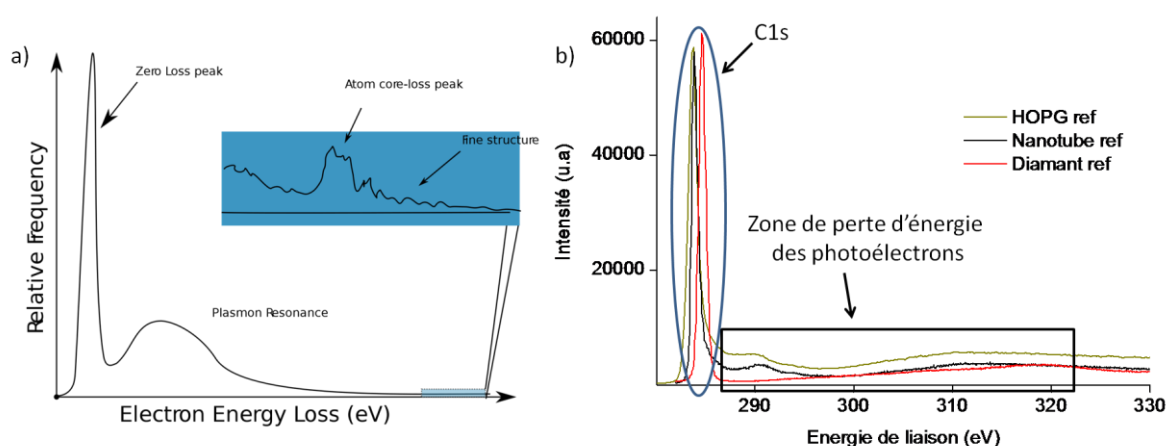 a)
Zero Loss peak
Atom core-loss peak
fine structure
Relative Frequency
Plasmon Resonance
Electron Energy Loss (eV)
b)
C1s
60000
HOPG ref
Nanotube ref
Diamant ref
40000
Intensité (u.a)
Zone de perte d'énergie
des photoélectrons
20000
290
300
310
320
330
Energie de liaison (eV)